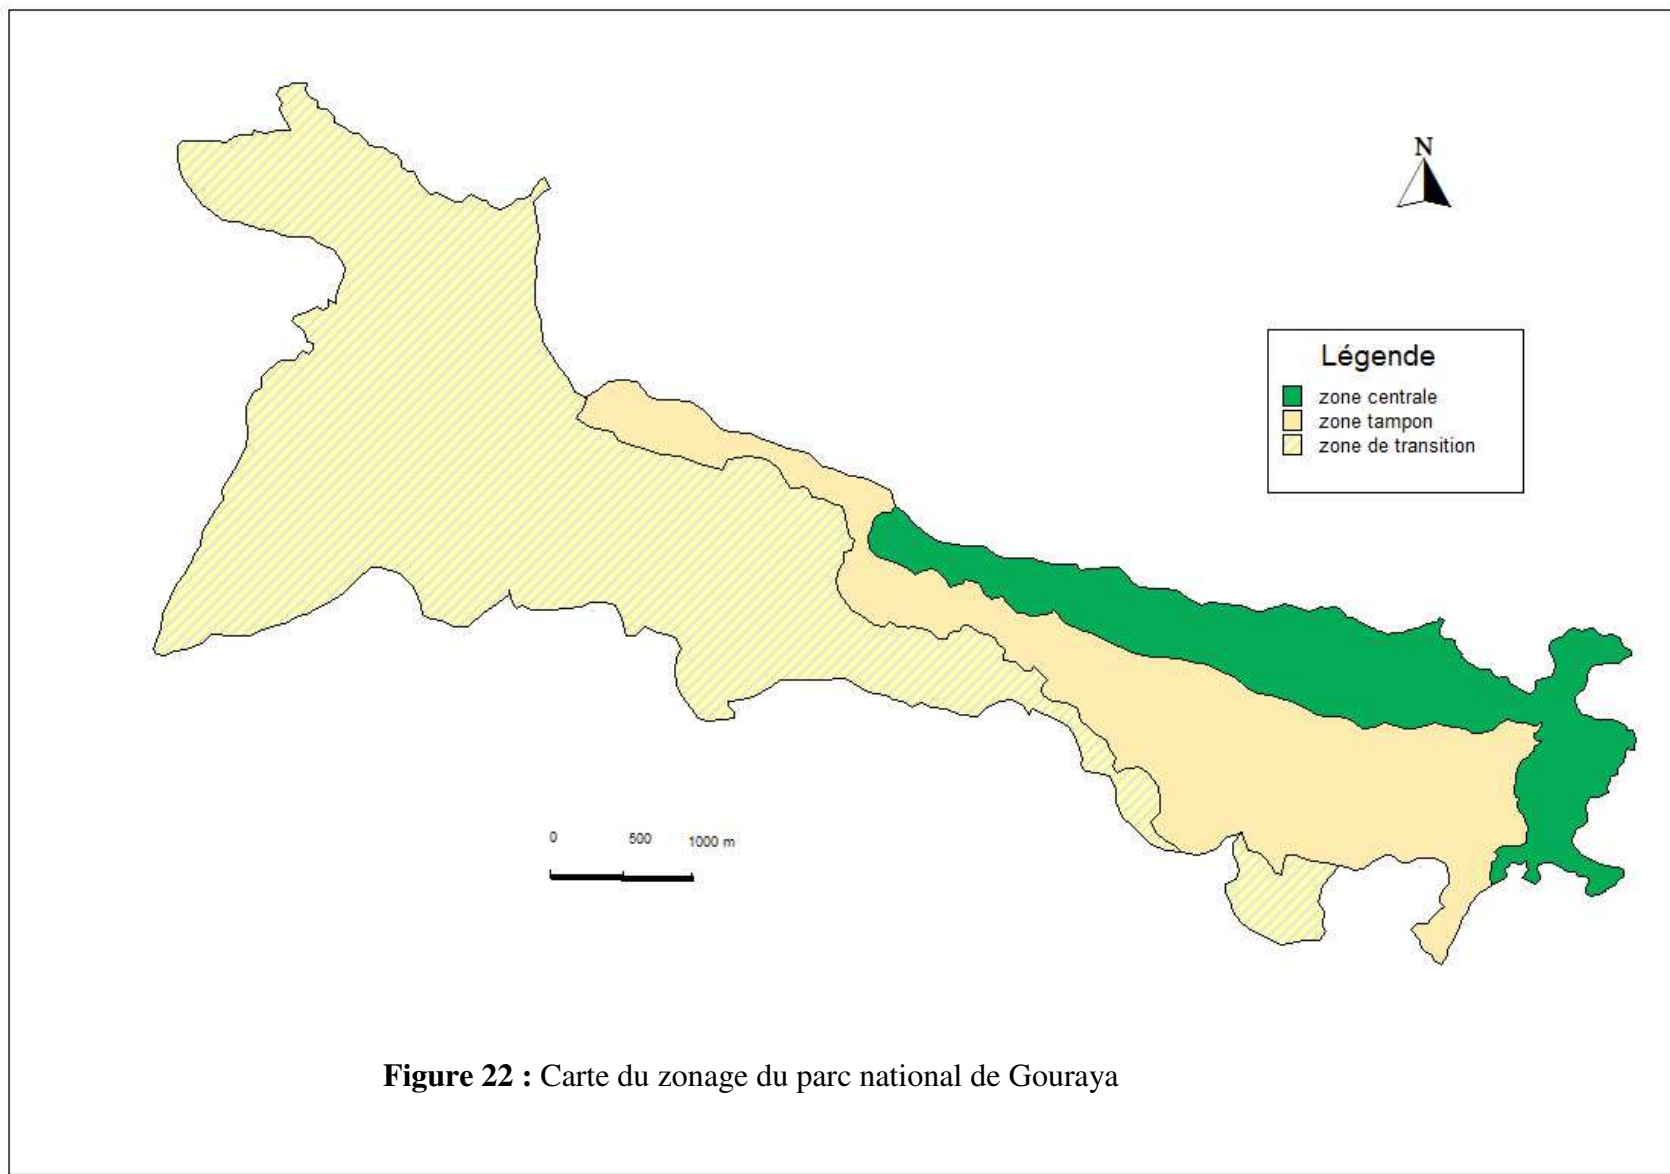 N
Légende
zone centrale
zone tampon
zone de transition
0 500 1000 m
Figure 22 : Carte du zonage du parc national de Gouraya